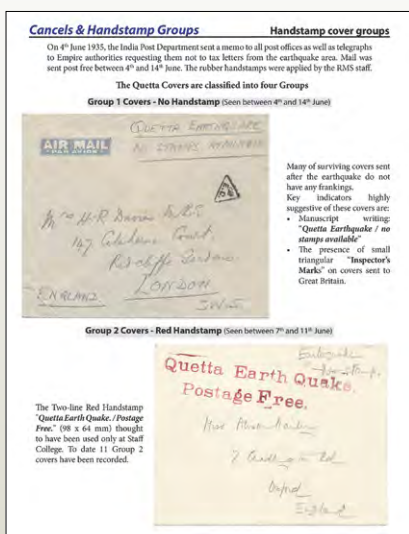 Cancels & Handstamp Groups
Handstamp cover groups
On 4th June 1935, the India Post Department sent a memo to all post offices as well as telegraphs
to Empire authorities requesting them not to tax letters from the earthquake area. Mail was
sent post free between 4th and 14th June. The rubber handstamps were applied by the RMS staff.
The Quetta Covers are classified into four Groups
Group 1 Covers - No Handstamp (Seen between 4th and 14th June)
QUETTA EARTHQUAKE
NO STAMPS AVAILABLE
AIR MAIL
PAR AVION
Mrs H.R. Davies
147
Court,
LONDON
S.W.5.
ENGLAND
Many of surviving covers sent
after the earthquake do not
have any frankings.
Key indicators highly
suggestive of these covers are:
• Manuscript writing:
"Quetta Earthquake / no
stamps available"
• The presence of small
triangular "Inspector's
Marks" on covers sent to
Great Britain.
Group 2 Covers - Red Handstamp (Seen between 7th and 11th June)
The Two-line Red Handstamp
"Quetta Earth Quake. / Postage
Free." (98 x 64 mm) thought
to have been used only at Staff
College. To date 11 Group 2
covers have been recorded.
Earthquake
Quetta Earth Quake.
Postage Free.
Miss
Oxford
England